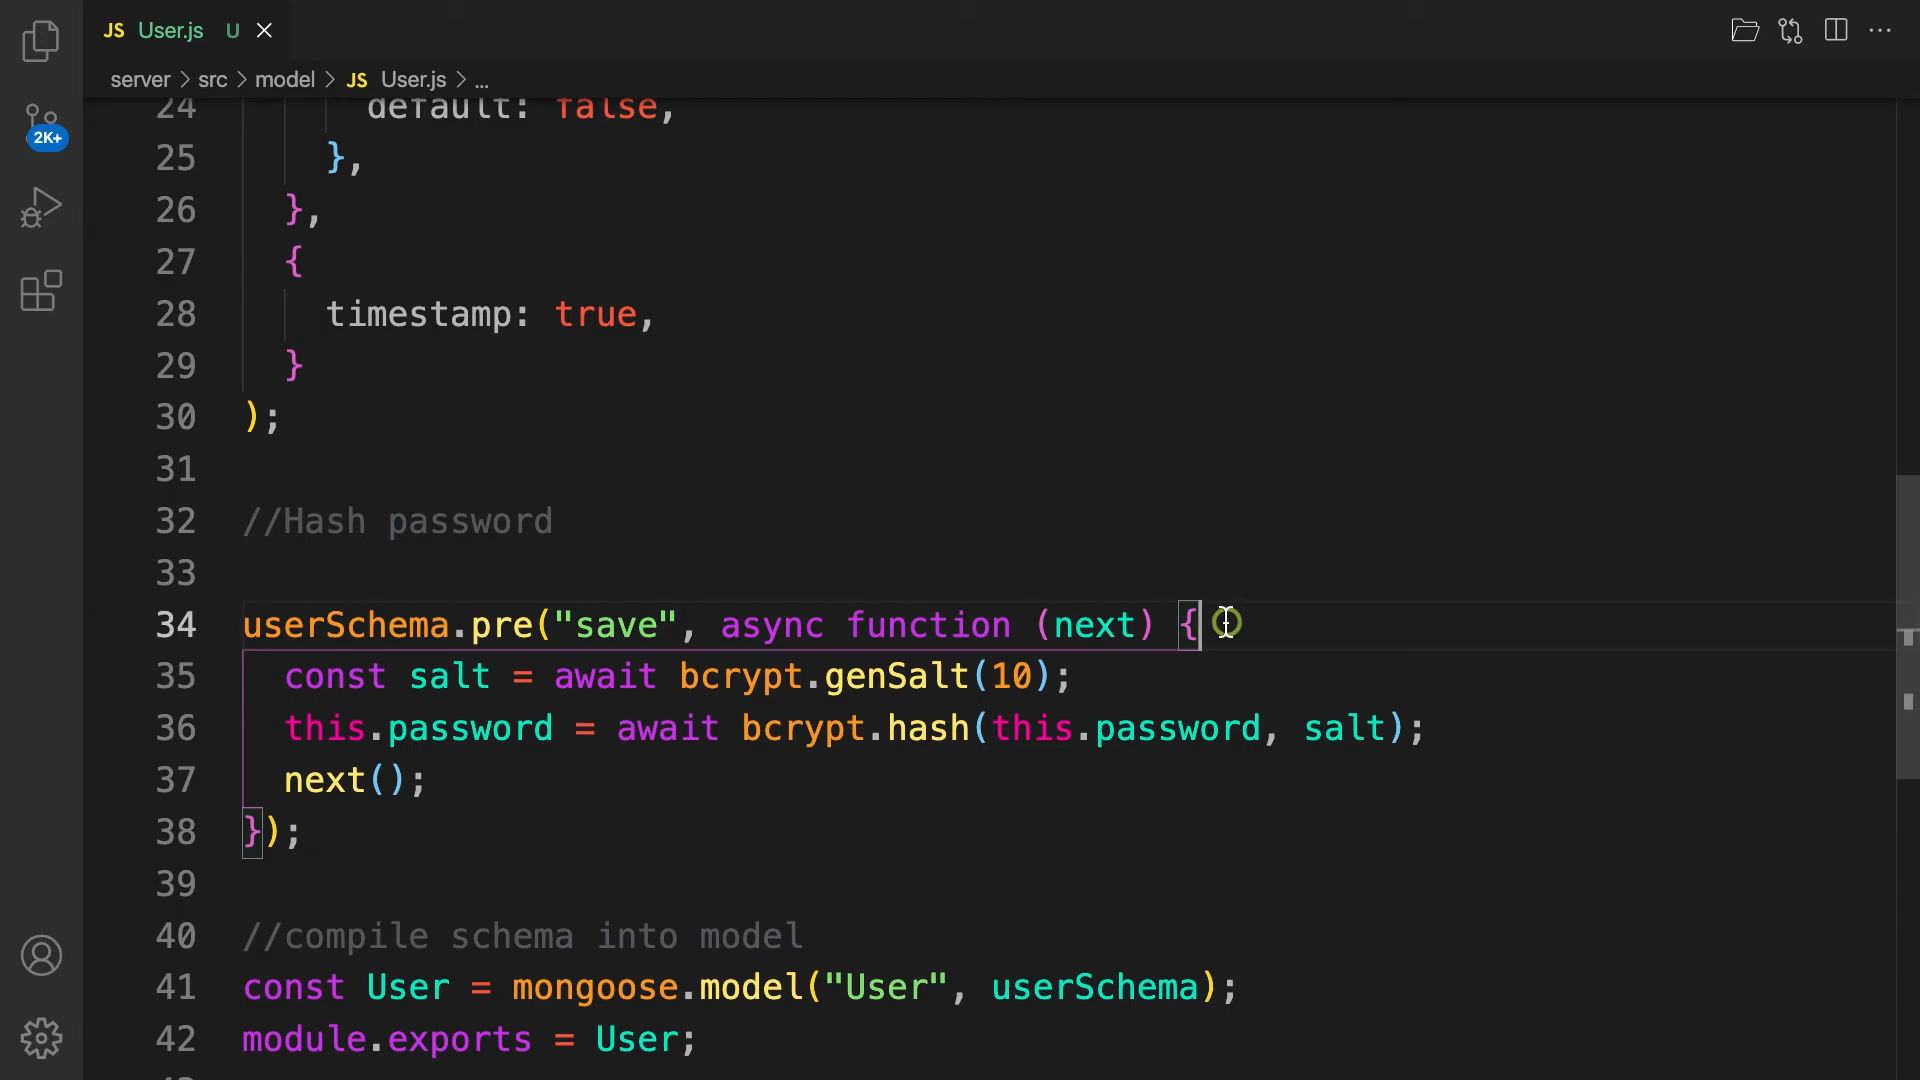 JS User.js U
server > src > model > JS User.js > ...
2K+
24 default: false,
25 },
26 },
27 {
28 timestamp: true,
29 }
30 );
31
32 //Hash password
33
34 userSchema.pre("save", async function (next) {
35 const salt = await bcrypt.genSalt(10);
36 this.password = await bcrypt.hash(this.password, salt);
37 next();
38 });
39
40 //compile schema into model
41 const User = mongoose.model("User", userSchema);
42 module.exports = User;